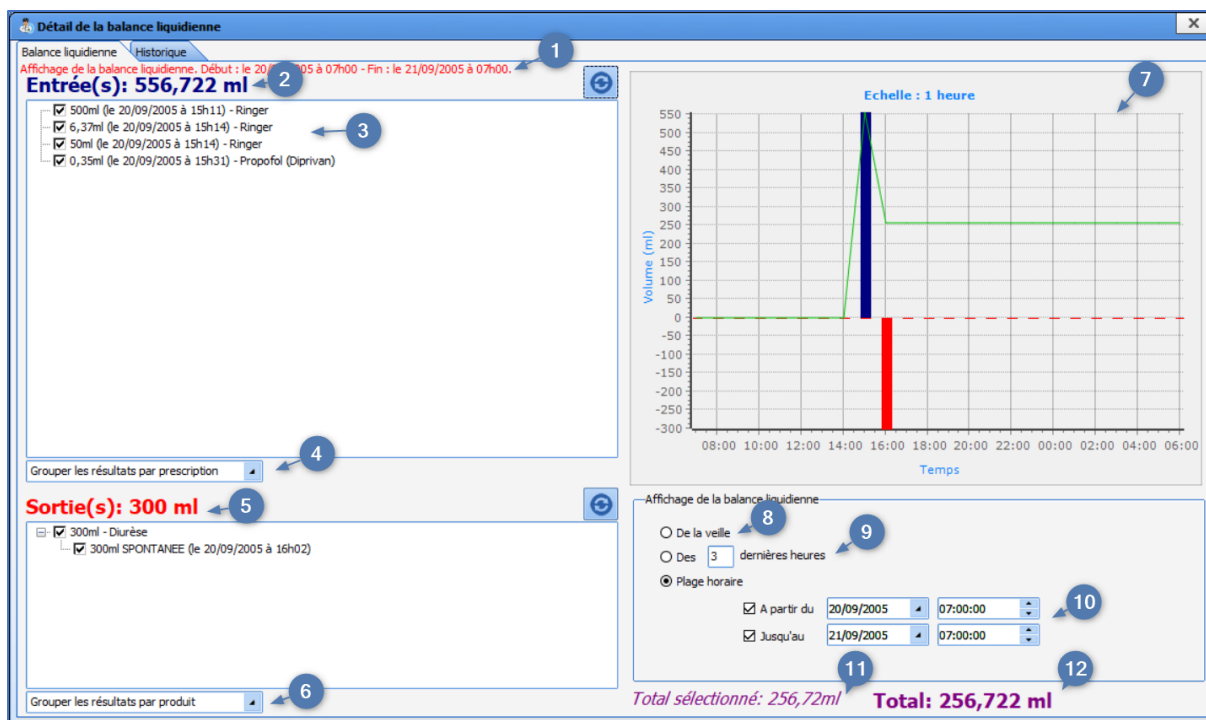 Détail de la balance liquidienne
Balance liquidienne Historique
Affichage de la balance liquidienne. Début : le 20/09/2005 à 07h00 - Fin : le 21/09/2005 à 07h00.
1
Entrée(s): 556,722 ml
2
500ml (le 20/09/2005 à 15h11) - Ringer
6,37ml (le 20/09/2005 à 15h14) - Ringer
50ml (le 20/09/2005 à 15h14) - Ringer
0,35ml (le 20/09/2005 à 15h31) - Propofol (Diprivan)
3
Grouper les résultats par prescription
4
Sortie(s): 300 ml
5
300ml - Diurèse
300ml SPONTANEE (le 20/09/2005 à 16h02)
Grouper les résultats par produit
6
Echelle : 1 heure
7
Volume (ml)
550
500
450
400
350
300
250
200
150
100
50
0
-50
-100
-150
-200
-250
-300
08:00 10:00 12:00 14:00 16:00 18:00 20:00 22:00 00:00 02:00 04:00 06:00
Temps
Affichage de la balance liquidienne
De la veille
8
Des 3 dernières heures
9
Plage horaire
A partir du 20/09/2005 07:00:00
10
Jusqu'au 21/09/2005 07:00:00
11
12
Total sélectionné: 256,72ml
Total: 256,722 ml